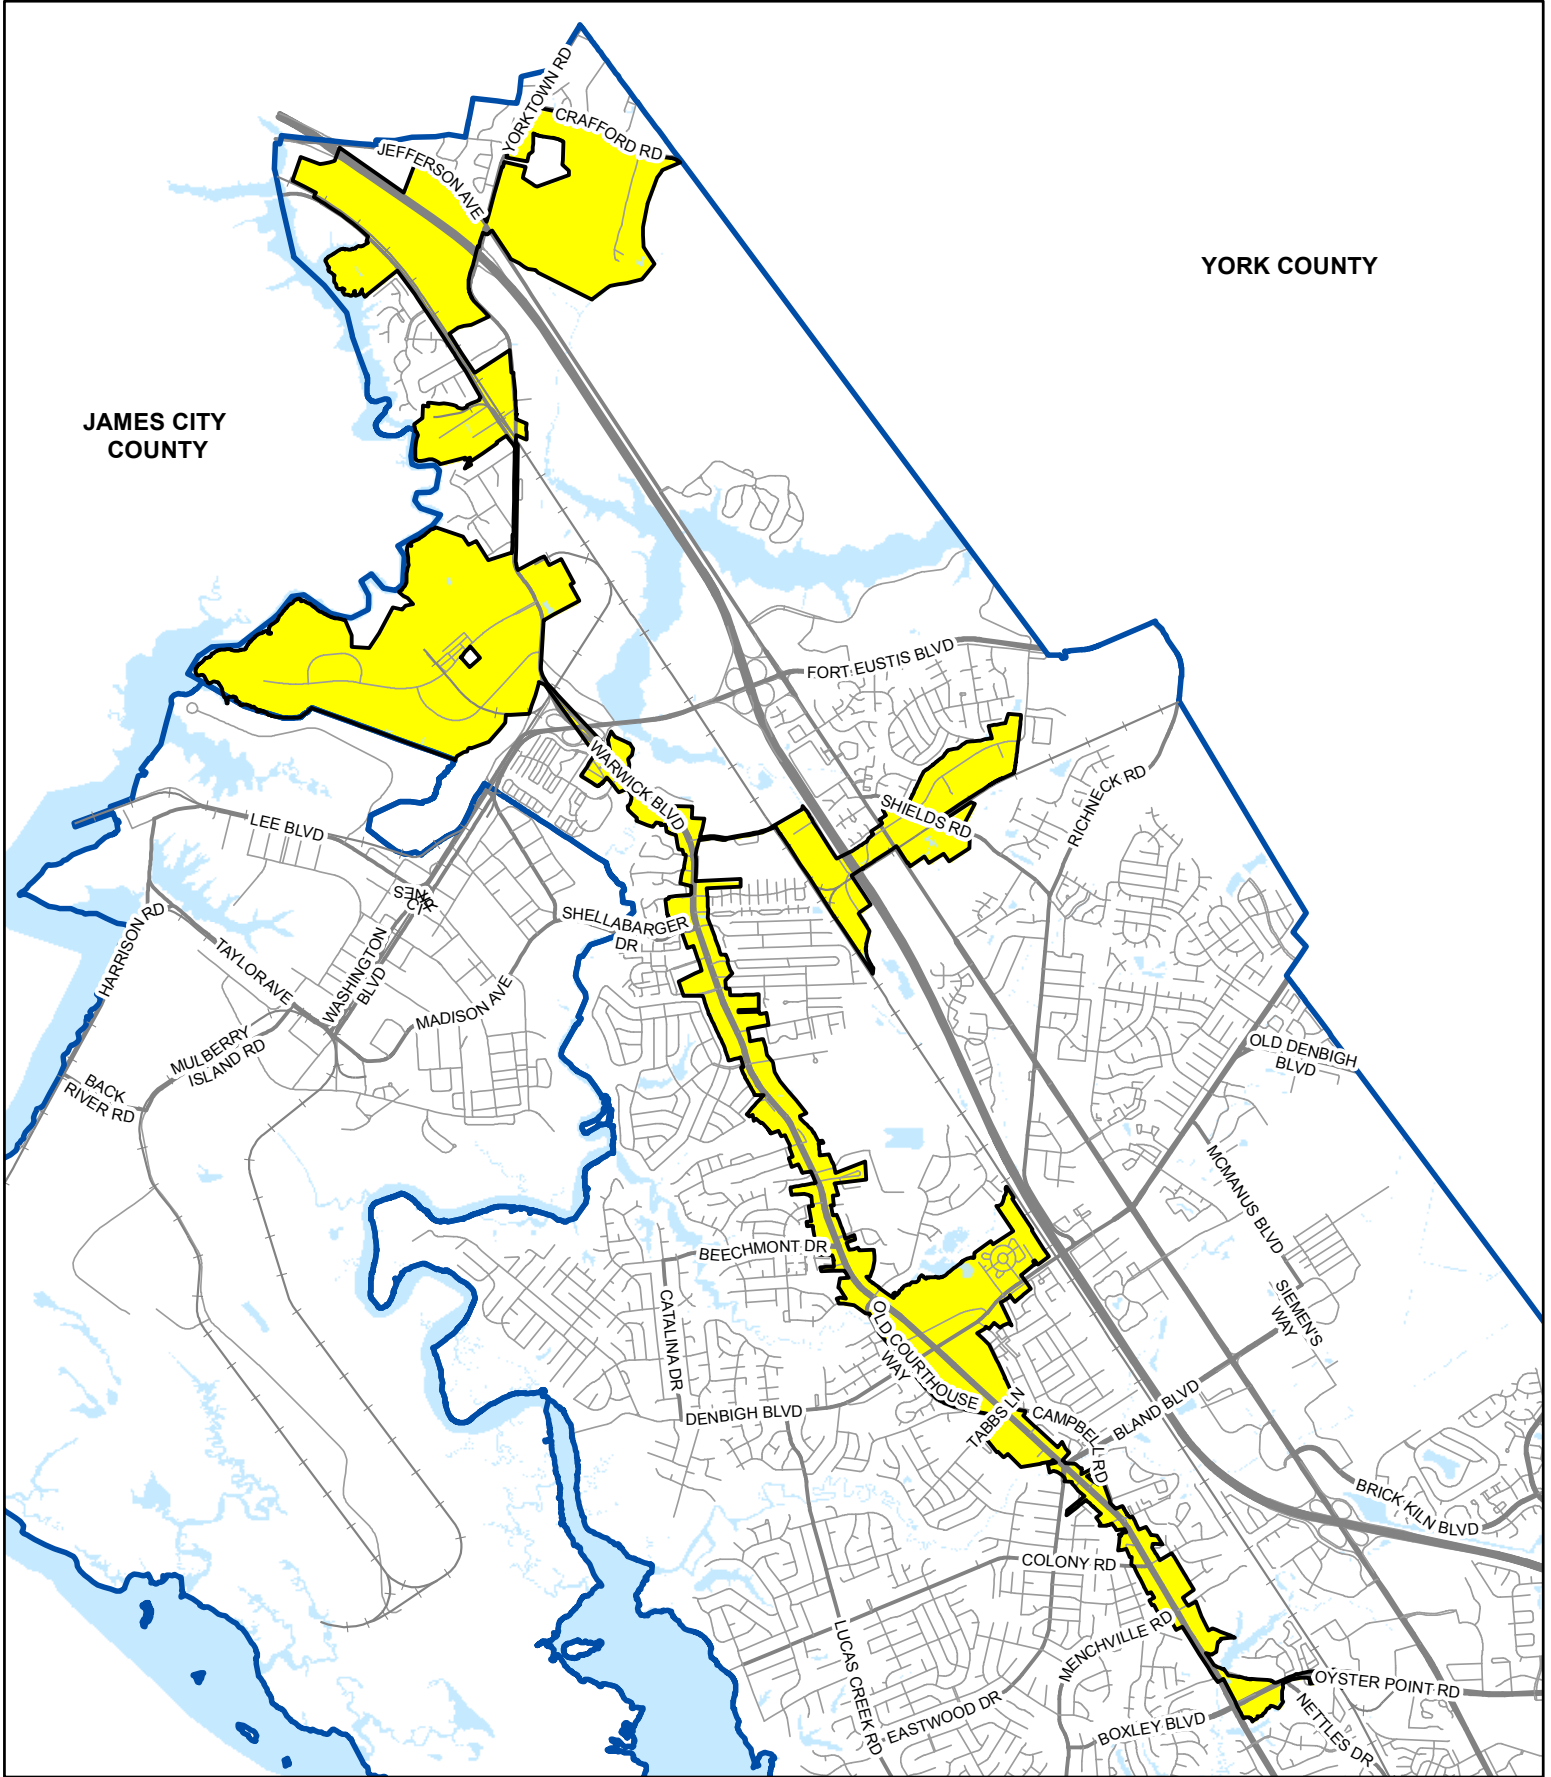 YORKTOWN RD
CRAFFORD RD
JEFFERSON AVE
YORK COUNTY
JAMES CITY
COUNTY
FORT EUSTIS BLVD
WARWICK BLVD
SHIELDS RD
RICHNECK RD
LEE BLVD
SHELLABARGER
DR
HARRISON RD
TAYLOR AVE
WASHINGTON
BLVD
MADISON AVE
MULBERRY
ISLAND RD
BACK
RIVER RD
OLD DENBIGH
BLVD
MCMANUS BLVD
BEECHMONT DR
CATALINA DR
SIEMEN'S
WAY
OLD COURTHOUSE
WAY
DENBIGH BLVD
TABBS LN
CAMPBELL RD
BLAND BLVD
BRICK KILN BLVD
COLONY RD
LUCAS CREEK RD
MENCHVILLE RD
EASTWOOD DR
BOXLEY BLVD
OYSTER POINT RD
NETTLES DR